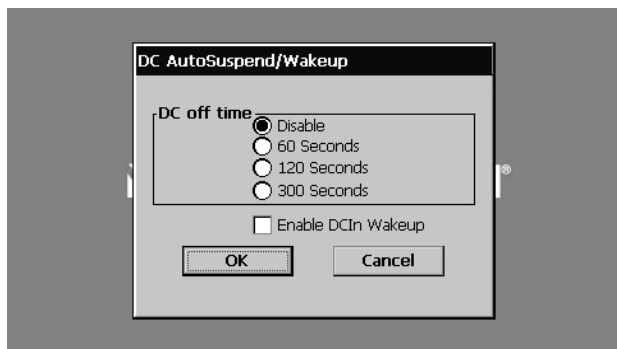 DC AutoSuspend/Wakeup
DC off time
Disable
60 Seconds
120 Seconds
300 Seconds
Enable DCIn Wakeup
OK
Cancel